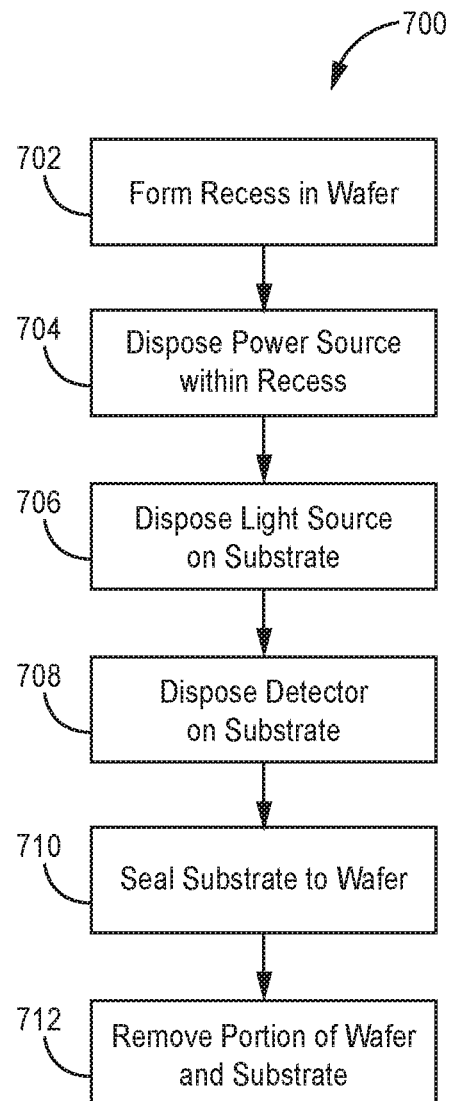 700
702
Form Recess in Wafer
704
Dispose Power Source
within Recess
706
Dispose Light Source
on Substrate
708
Dispose Detector
on Substrate
710
Seal Substrate to Wafer
712
Remove Portion of Wafer
and Substrate